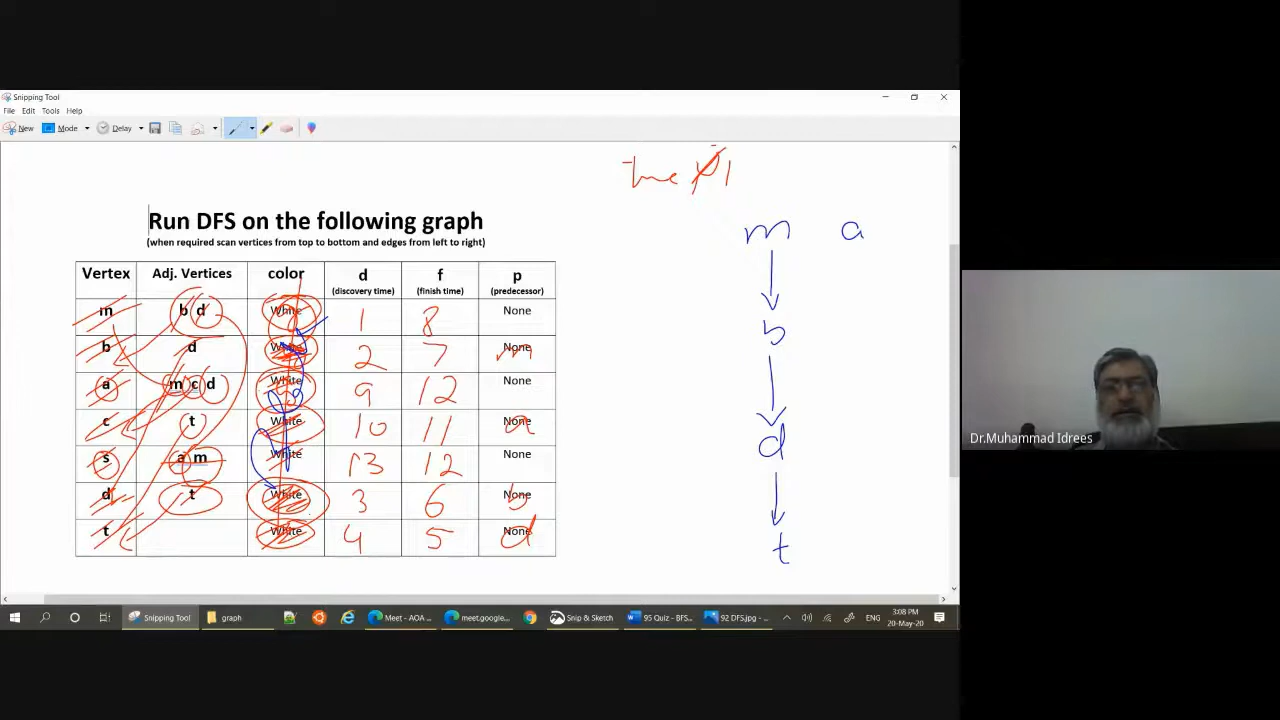 Snipping Tool
File Edit Tools Help
New Mode Delay
Time 0 1
Run DFS on the following graph
(when required scan vertices from top to bottom and edges from left to right)
m a
Vertex Adj. Vertices color d f p
(discovery time) (finish time) (predecessor)
m b d White 1 8 None
b d White 2 7 None m
b
a m c d White 9 12 None
c t White 10 11 None a
d
Dr.Muhammad Idrees
s a m White 13 12 None
d t White 3 6 None b
t White 4 5 None d
t
Snipping Tool graph Meet - AOA ... meet.google... Snip & Sketch 95 Quiz - BFS... 92 DFS.jpg - ... ENG 3:08 PM
20-May-20